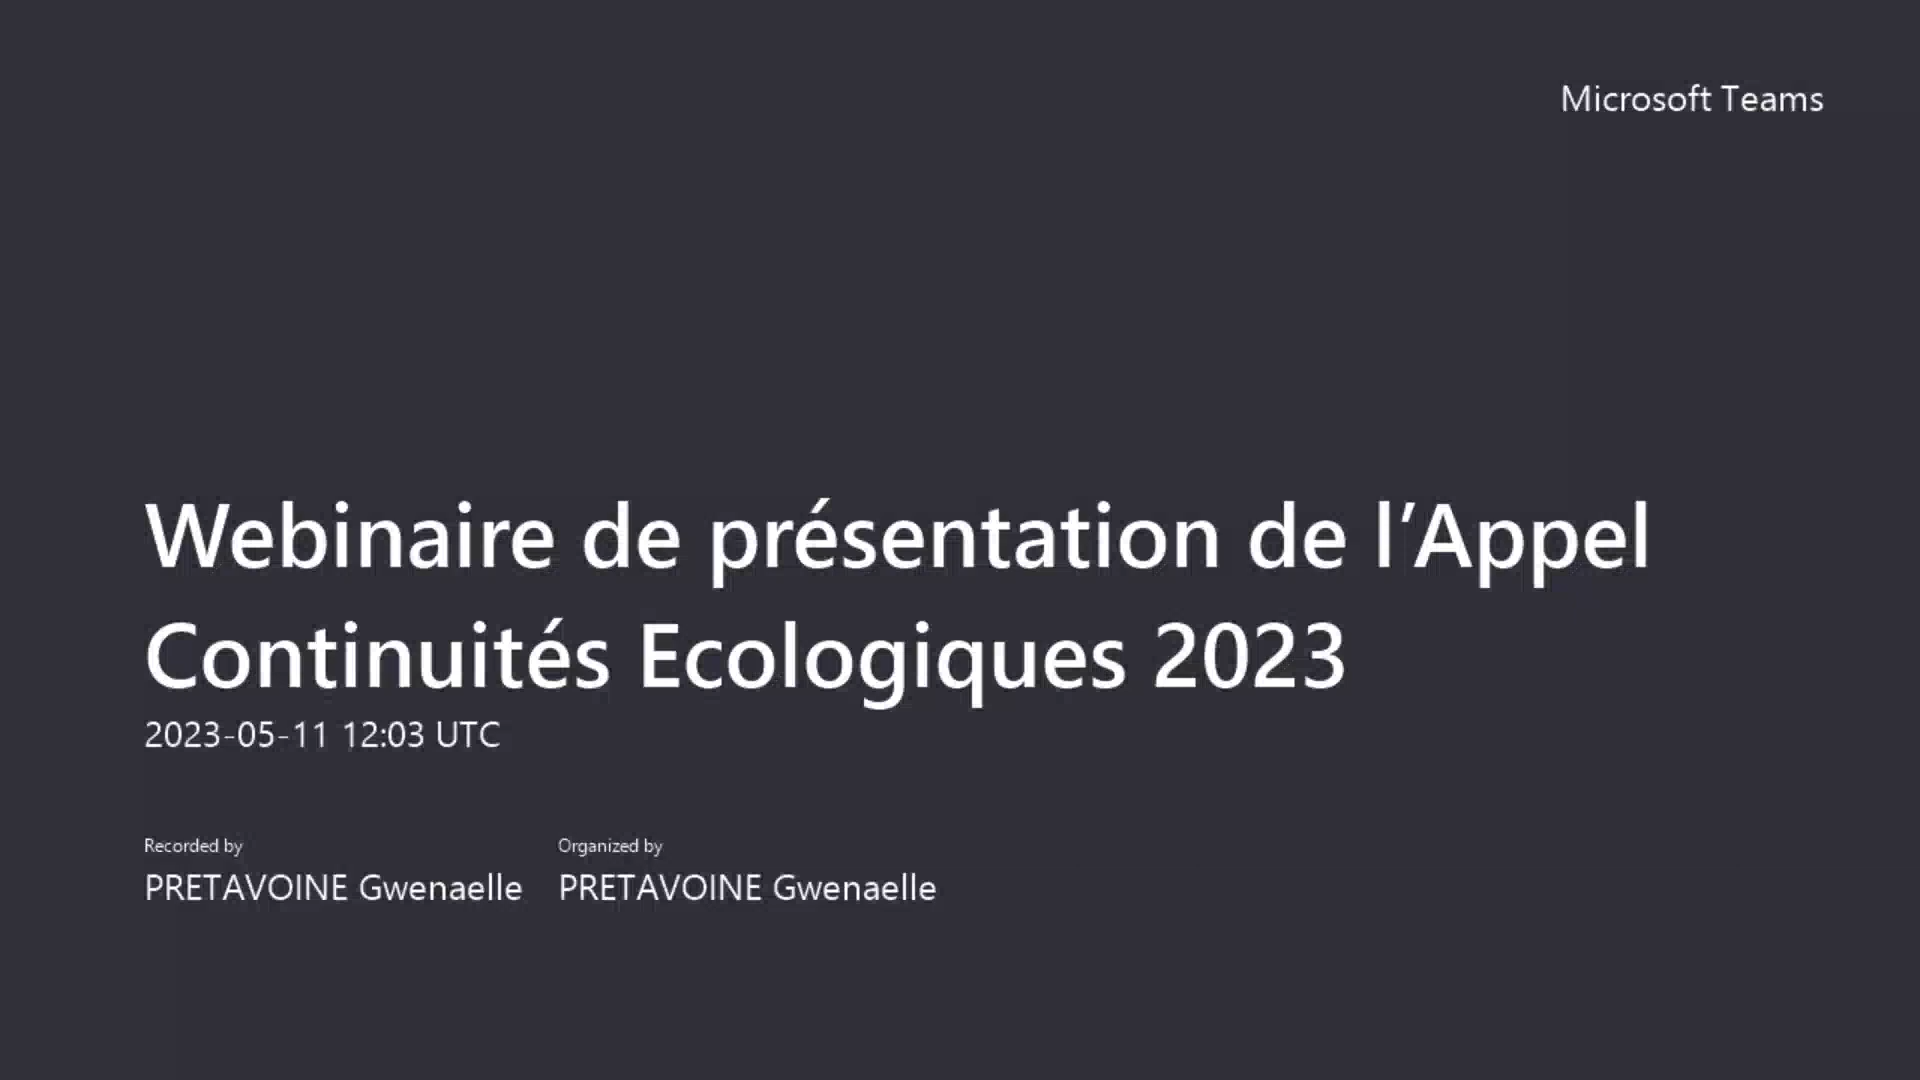 Microsoft Teams
Webinaire de présentation de l’Appel
Continuités Ecologiques 2023
2023-05-11 12:03 UTC
Recorded by
PRETAVOINE Gwenaelle
Organized by
PRETAVOINE Gwenaelle